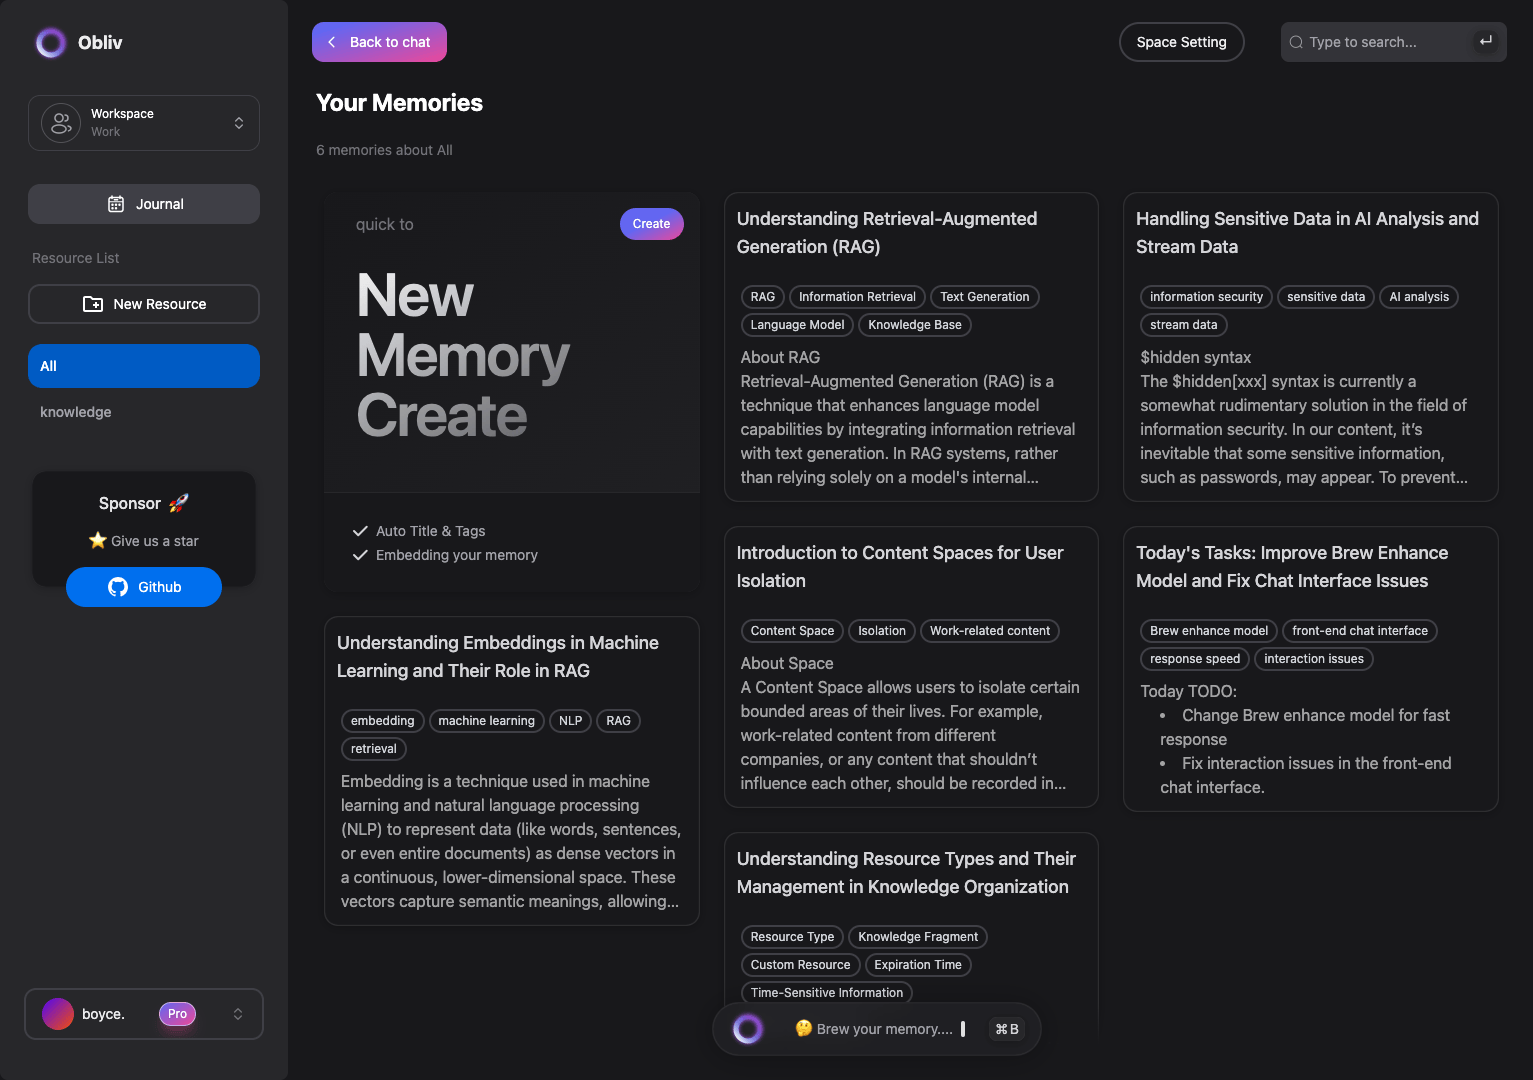 Obliv
Workspace
Work
Journal
Resource List
New Resource
All
knowledge
Sponsor 🚀
⭐ Give us a star
Github
boyce.
Pro
Back to chat
Space Setting
Type to search...
Your Memories
6 memories about All
quick to
Create
New
Memory
Create
Auto Title & Tags
Embedding your memory
Understanding Embeddings in Machine
Learning and Their Role in RAG
embedding machine learning NLP RAG
retrieval
Embedding is a technique used in machine
learning and natural language processing
(NLP) to represent data (like words, sentences,
or even entire documents) as dense vectors in
a continuous, lower-dimensional space. These
vectors capture semantic meanings, allowing...
Understanding Retrieval-Augmented
Generation (RAG)
RAG Information Retrieval Text Generation
Language Model Knowledge Base
About RAG
Retrieval-Augmented Generation (RAG) is a
technique that enhances language model
capabilities by integrating information retrieval
with text generation. In RAG systems, rather
than relying solely on a model's internal...
Introduction to Content Spaces for User
Isolation
Content Space Isolation Work-related content
About Space
A Content Space allows users to isolate certain
bounded areas of their lives. For example,
work-related content from different
companies, or any content that shouldn’t
influence each other, should be recorded in...
Understanding Resource Types and Their
Management in Knowledge Organization
Resource Type Knowledge Fragment
Custom Resource Expiration Time
Time-Sensitive Information
Handling Sensitive Data in AI Analysis and
Stream Data
information security sensitive data AI analysis
stream data
$hidden syntax
The $hidden[xxx] syntax is currently a
somewhat rudimentary solution in the field of
information security. In our content, it’s
inevitable that some sensitive information,
such as passwords, may appear. To prevent...
Today's Tasks: Improve Brew Enhance
Model and Fix Chat Interface Issues
Brew enhance model front-end chat interface
response speed interaction issues
Today TODO:
• Change Brew enhance model for fast
response
• Fix interaction issues in the front-end
chat interface.
🤔 Brew your memory.... ⌘ B